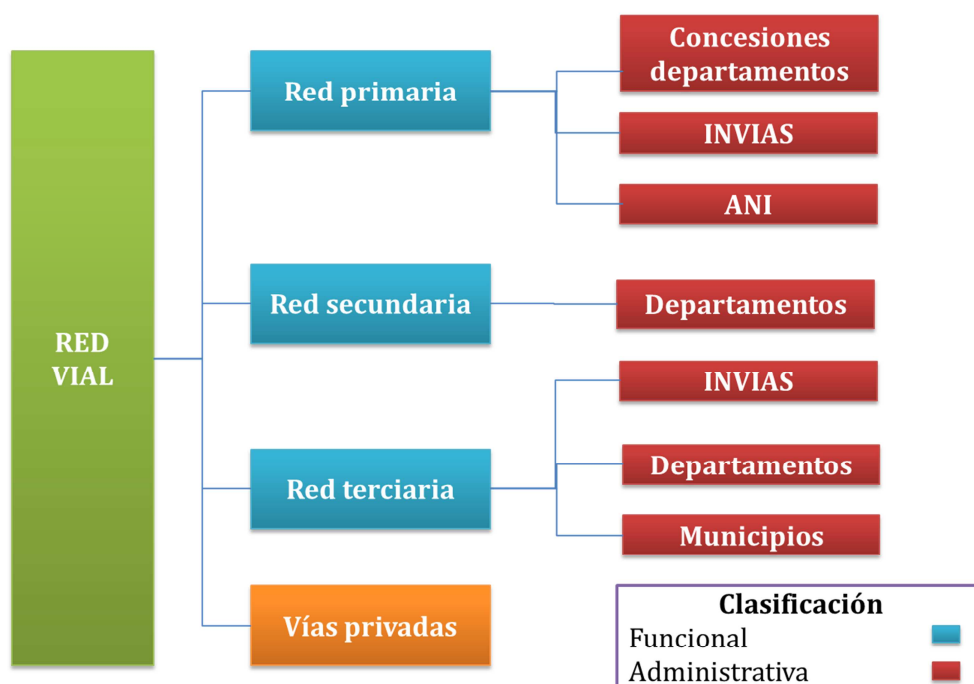 RED
VIAL
Red primaria
Concesiones
departamentos
INVIAS
ANI
Red secundaria
Departamentos
Red terciaria
INVIAS
Departamentos
Municipios
Vías privadas
Clasificación
Funcional
Administrativa